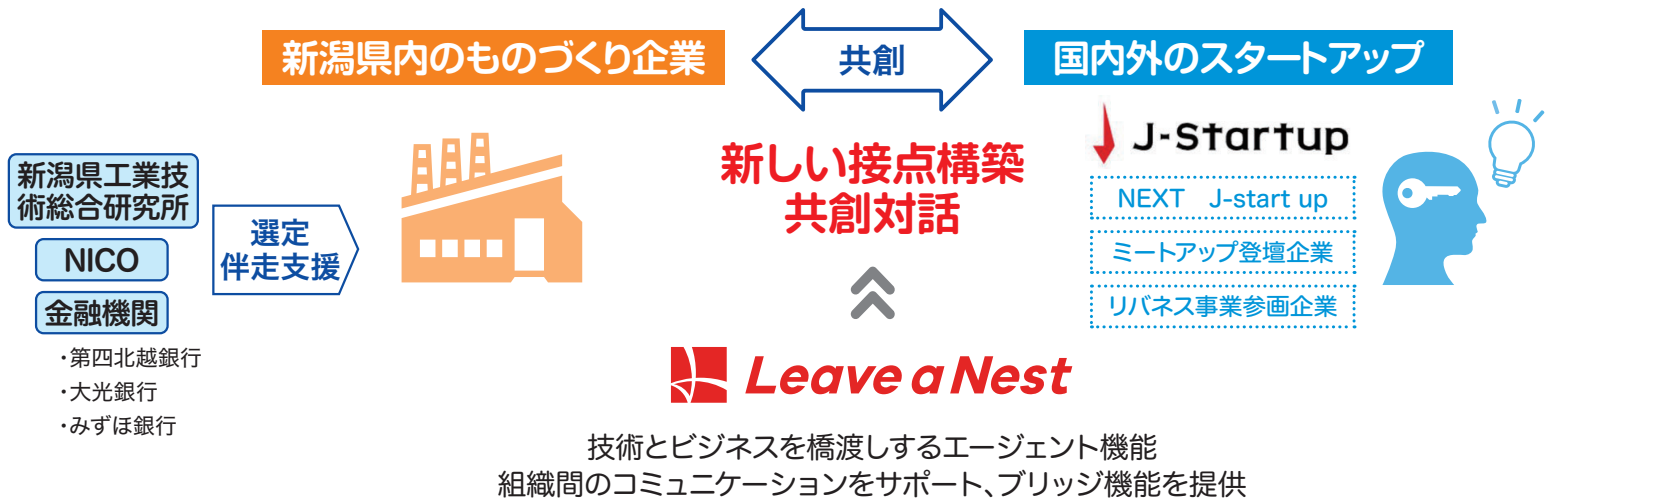 新潟県内のものづくり企業
共創
国内外のスタートアップ
新潟県工業技
術総合研究所
NICO
金融機関
・第四北越銀行
・大光銀行
・みずほ銀行
選定
伴走支援
新しい接点構築
共創対話
J-Startup
NEXT J-start up
ミートアップ登壇企業
リバネス事業参画企業
Leave a Nest
技術とビジネスを橋渡しするエージェント機能
組織間のコミュニケーションをサポート、ブリッジ機能を提供